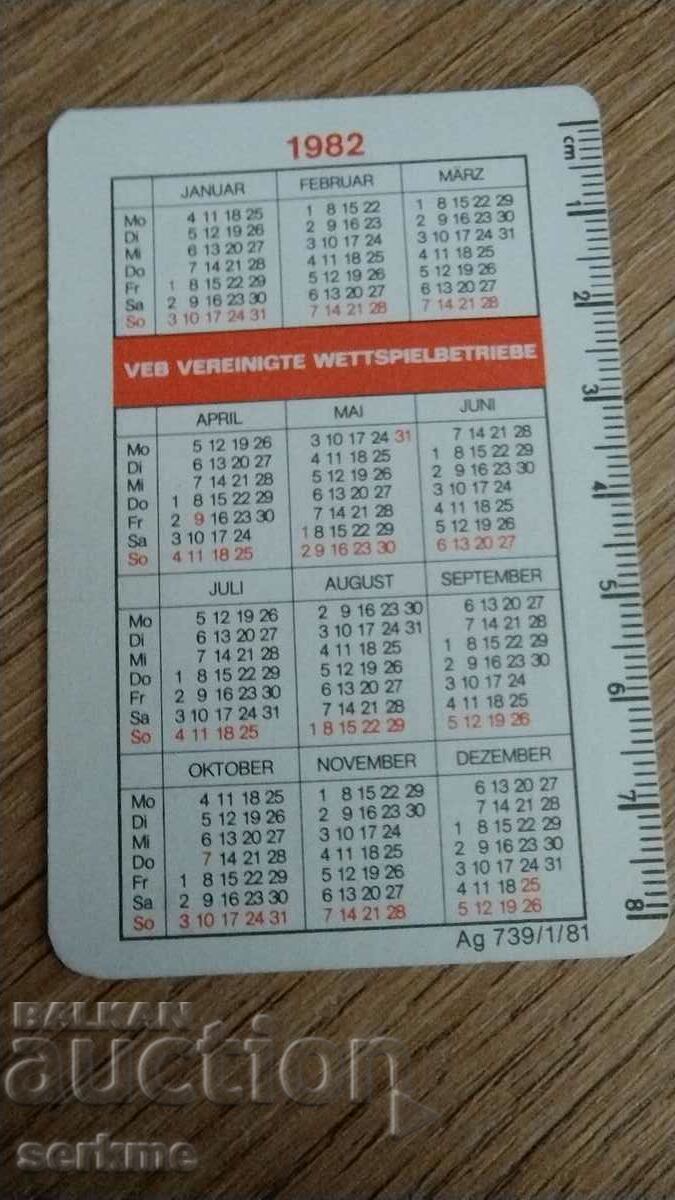 1982
JANUAR FEBRUAR MÄRZ
Mo 4 11 18 25 1 8 15 22 1 8 15 22 29
Di 5 12 19 26 2 9 16 23 2 9 16 23 30
Mi 6 13 20 27 3 10 17 24 3 10 17 24 31
Do 7 14 21 28 4 11 18 25 4 11 18 25
Fr 1 8 15 22 29 5 12 19 26 5 12 19 26
Sa 2 9 16 23 30 6 13 20 27 6 13 20 27
So 3 10 17 24 31 7 14 21 28 7 14 21 28
VEB VEREINIGTE WETTSPIELBETRIEBE
APRIL MAI JUNI
Mo 5 12 19 26 3 10 17 24 31 7 14 21 28
Di 6 13 20 27 4 11 18 25 1 8 15 22 29
Mi 7 14 21 28 5 12 19 26 2 9 16 23 30
Do 1 8 15 22 29 6 13 20 27 3 10 17 24
Fr 2 9 16 23 30 7 14 21 28 4 11 18 25
Sa 3 10 17 24 1 8 15 22 29 5 12 19 26
So 4 11 18 25 2 9 16 23 30 6 13 20 27
JULI AUGUST SEPTEMBER
Mo 5 12 19 26 2 9 16 23 30 6 13 20 27
Di 6 13 20 27 3 10 17 24 31 7 14 21 28
Mi 7 14 21 28 4 11 18 25 1 8 15 22 29
Do 1 8 15 22 29 5 12 19 26 2 9 16 23 30
Fr 2 9 16 23 30 6 13 20 27 3 10 17 24
Sa 3 10 17 24 31 7 14 21 28 4 11 18 25
So 4 11 18 25 1 8 15 22 29 5 12 19 26
OKTOBER NOVEMBER DEZEMBER
Mo 4 11 18 25 1 8 15 22 29 6 13 20 27
Di 5 12 19 26 2 9 16 23 30 7 14 21 28
Mi 6 13 20 27 3 10 17 24 1 8 15 22 29
Do 7 14 21 28 4 11 18 25 2 9 16 23 30
Fr 1 8 15 22 29 5 12 19 26 3 10 17 24 31
Sa 2 9 16 23 30 6 13 20 27 4 11 18 25
So 3 10 17 24 31 7 14 21 28 5 12 19 26
Ag 739/1/81
cm
1
2
3
4
5
6
7
8
BALKAN
auction
serkme